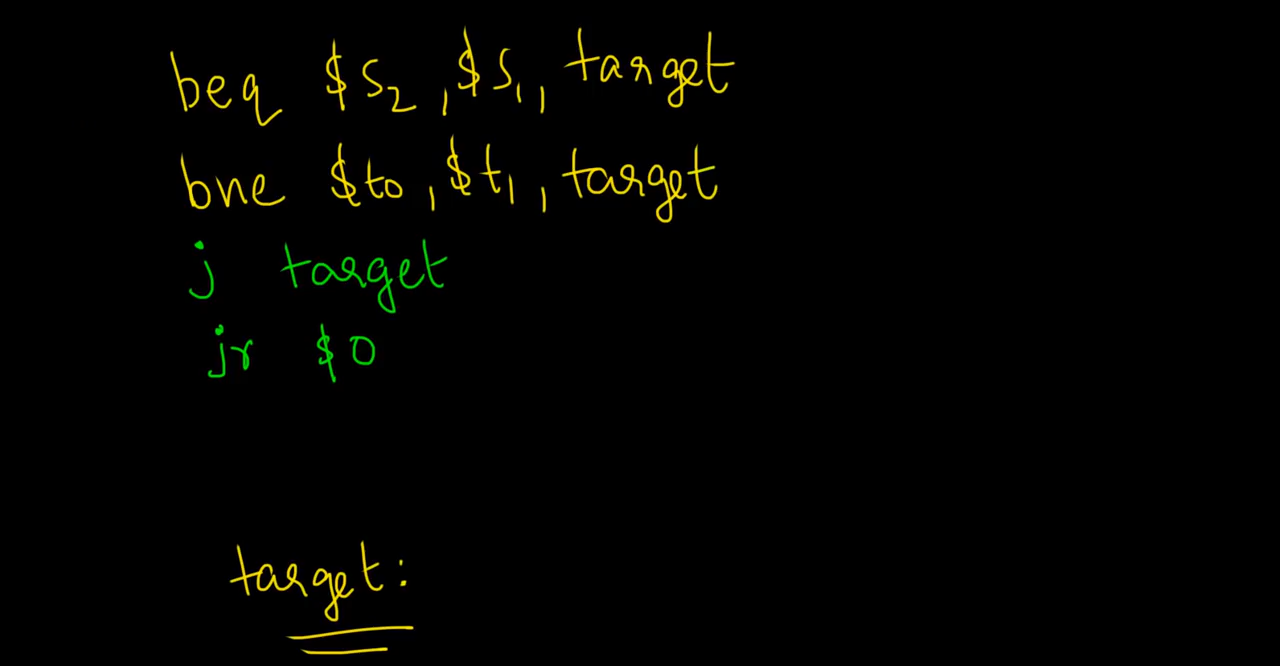 beq $s2, $s1, target
bne $t0, $t1, target
j target
jr $0
target: